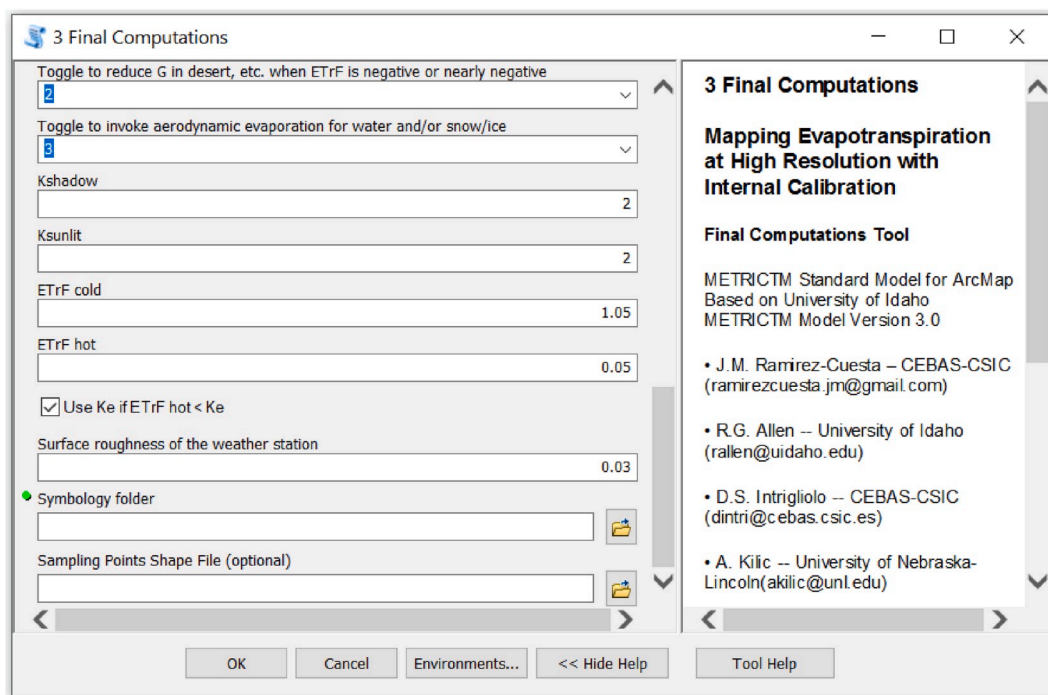 3 Final Computations
Toggle to reduce G in desert, etc. when ETrF is negative or nearly negative
2
Toggle to invoke aerodynamic evaporation for water and/or snow/ice
3
Kshadow
2
Ksunlit
2
ETrF cold
1.05
ETrF hot
0.05
Use Ke if ETrF hot < Ke
Surface roughness of the weather station
0.03
Symbology folder
Sampling Points Shape File (optional)
3 Final Computations
Mapping Evapotranspiration
at High Resolution with
Internal Calibration
Final Computations Tool
METRICTM Standard Model for ArcMap
Based on University of Idaho
METRICTM Model Version 3.0
• J.M. Ramirez-Cuesta – CEBAS-CSIC
(ramirezcuesta.jm@gmail.com)
• R.G. Allen -- University of Idaho
(rallen@uidaho.edu)
• D.S. Intrigliolo -- CEBAS-CSIC
(dintri@cebas.csic.es)
• A. Kilic -- University of Nebraska-
Lincoln(akilic@unl.edu)
OK
Cancel
Environments...
<< Hide Help
Tool Help